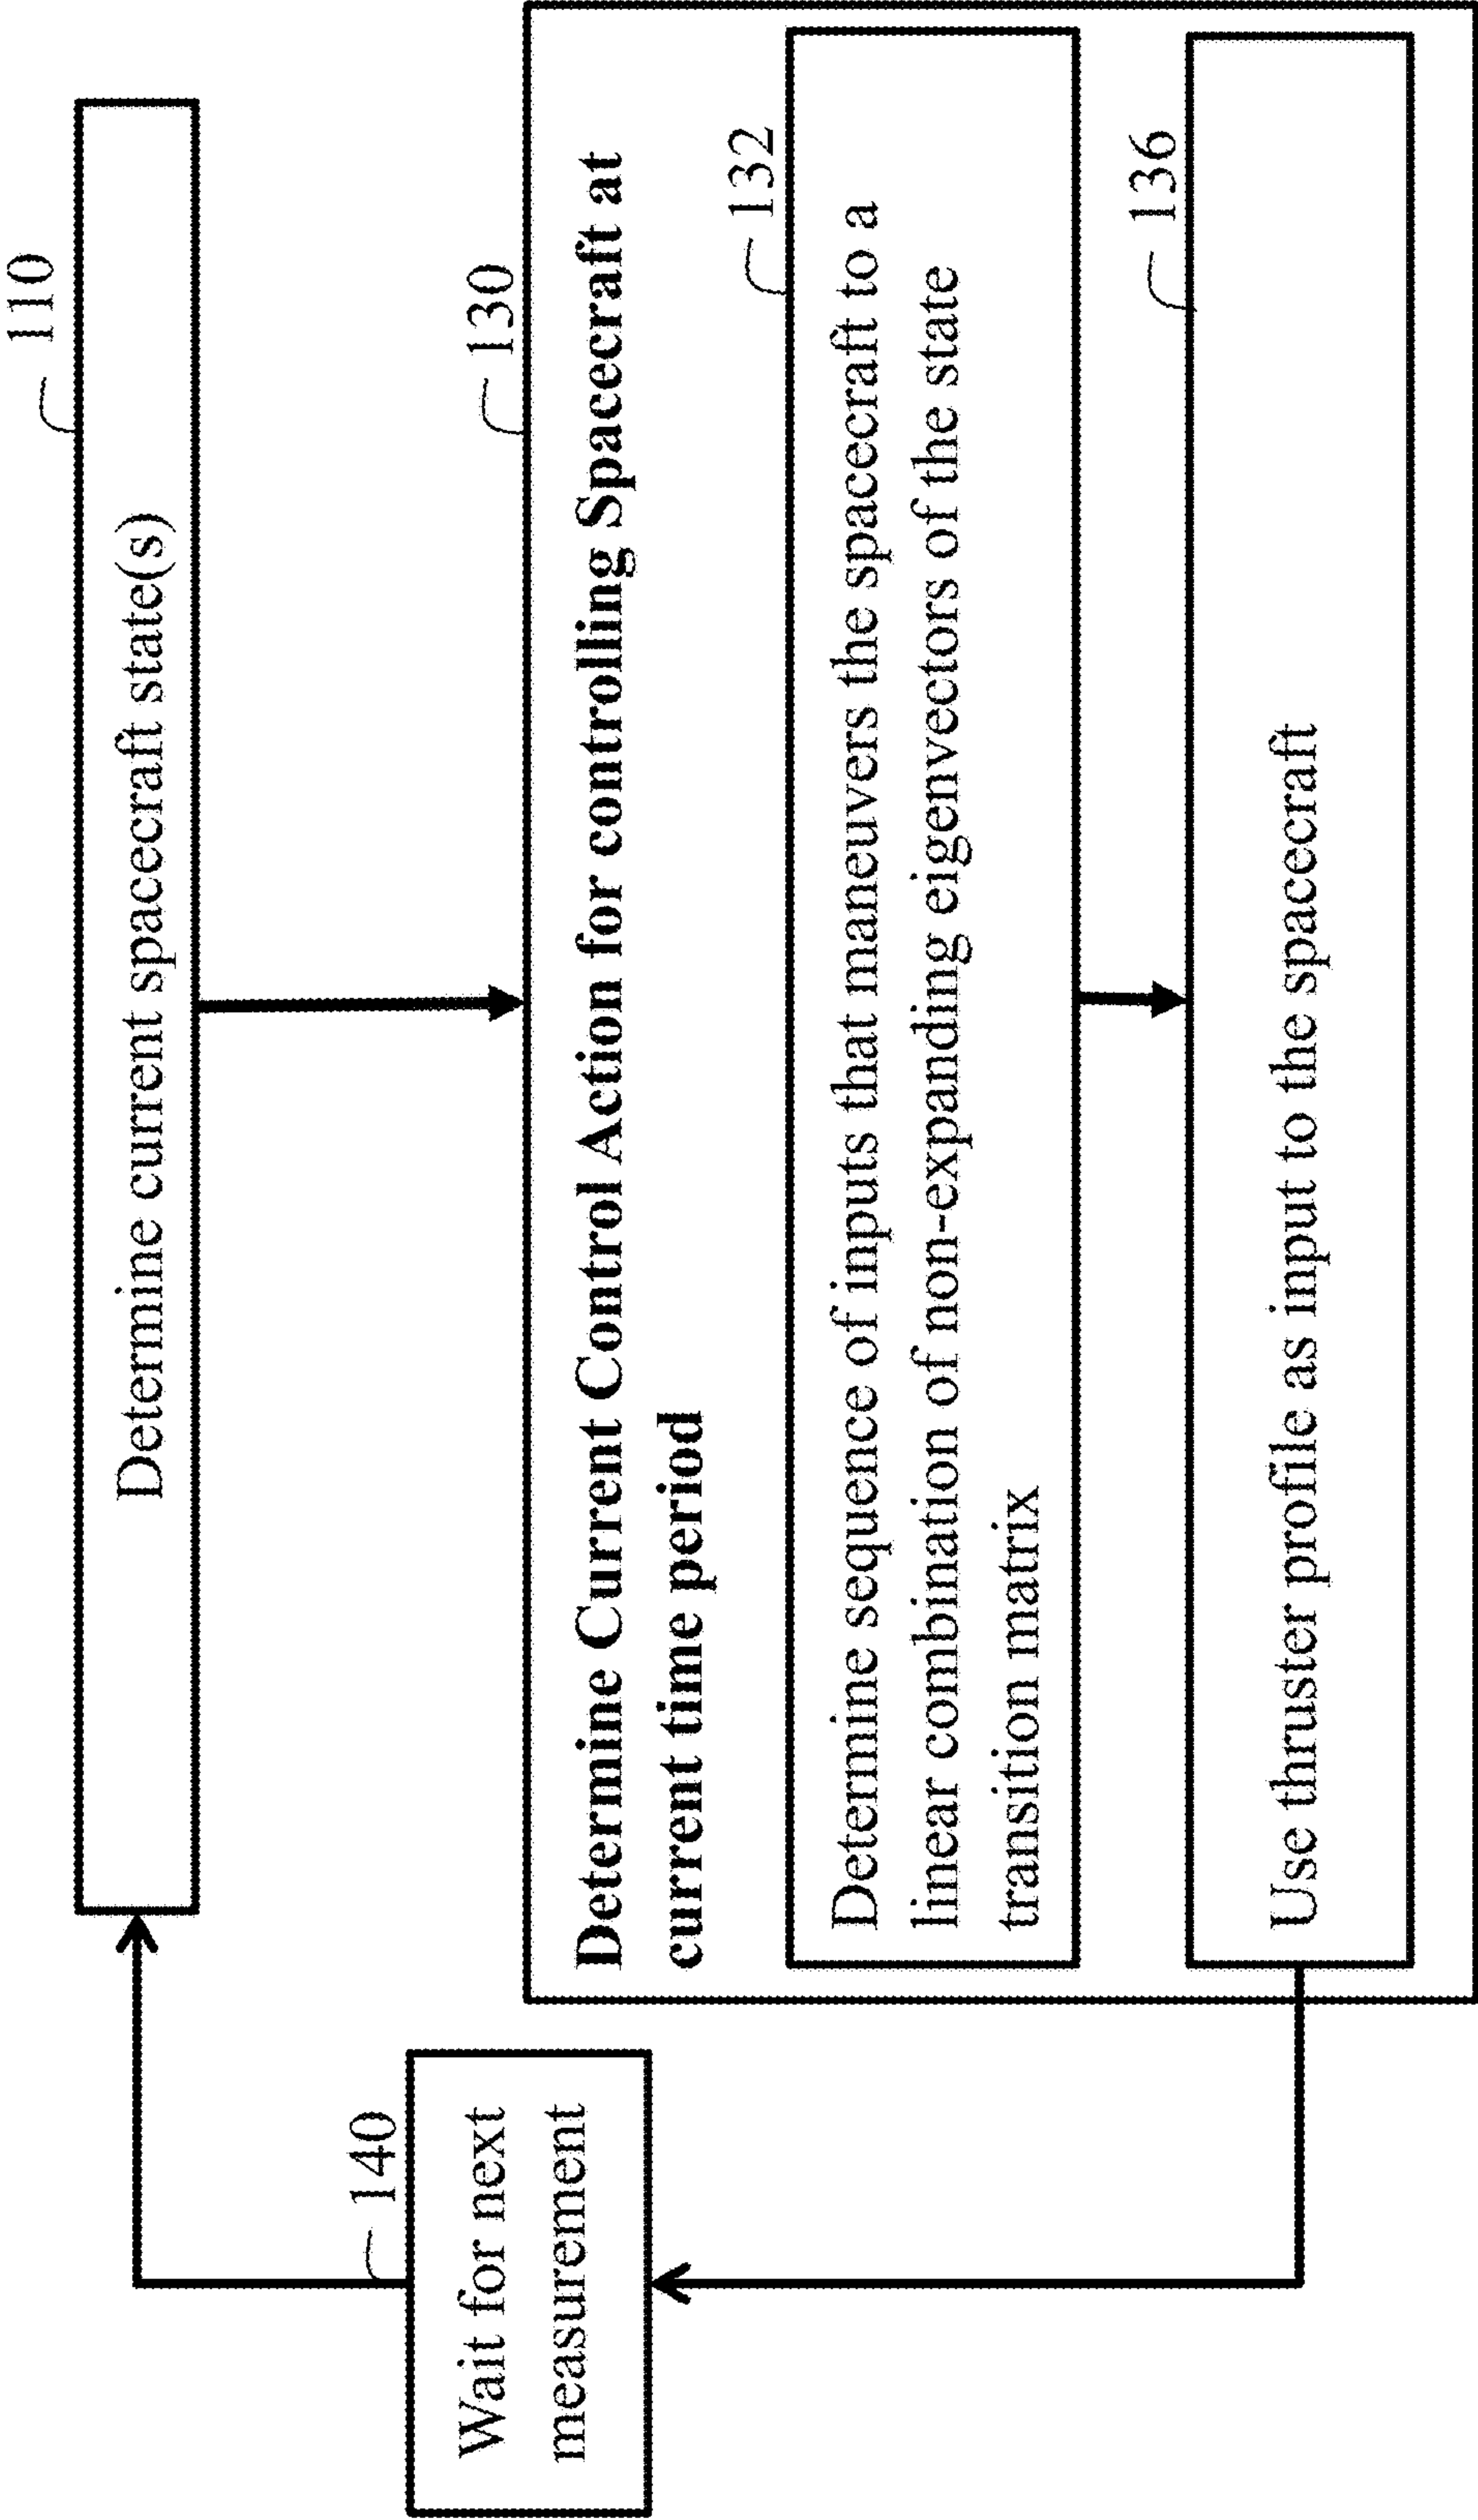 110
Determine current spacecraft state(s)
130
Determine Current Control Action for controlling Spacecraft at
current time period
132
Determine sequence of inputs that maneuvers the spacecraft to a
linear combination of non-expanding eigenvectors of the state
transition matrix
136
Use thruster profile as input to the spacecraft
140
Wait for next
measurement